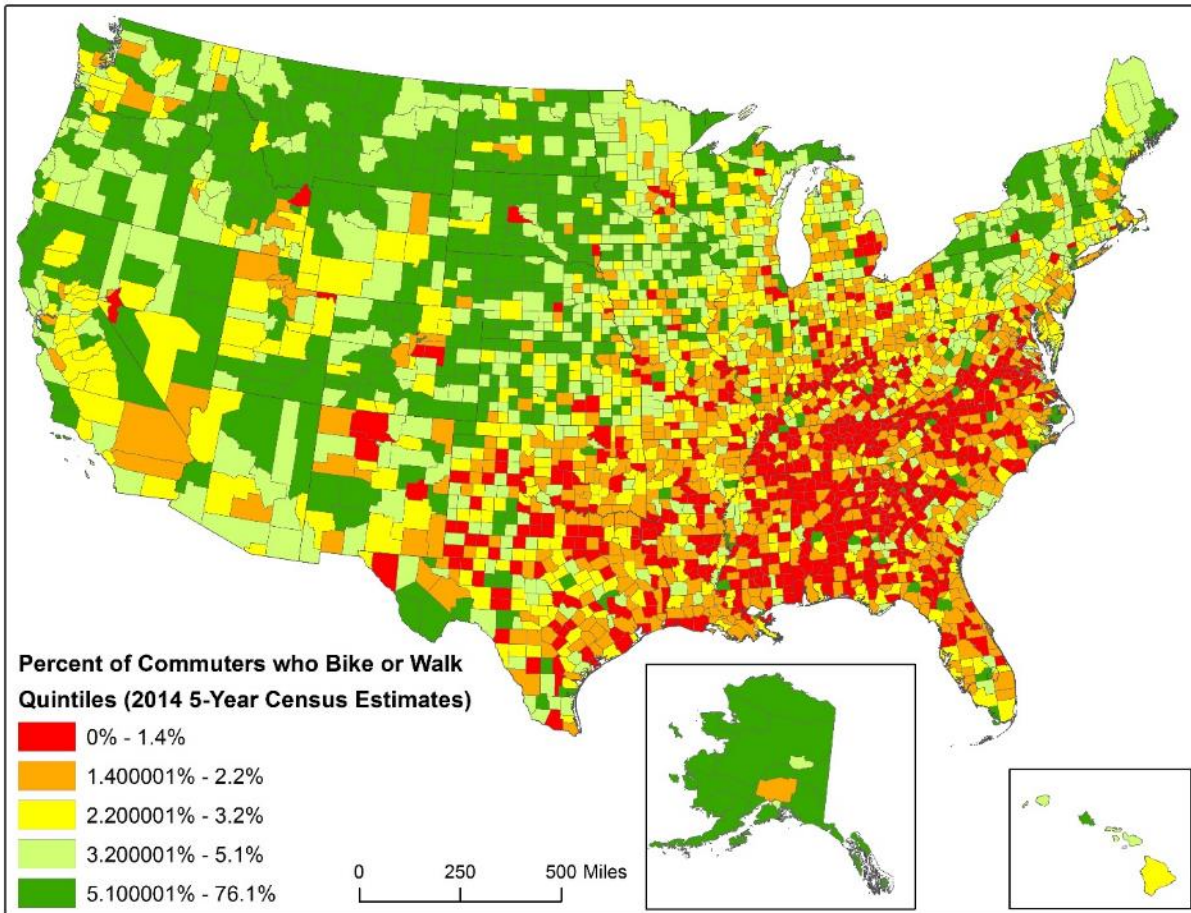 Percent of Commuters who Bike or Walk
Quintiles (2014 5-Year Census Estimates)
0% - 1.4%
1.400001% - 2.2%
2.200001% - 3.2%
3.200001% - 5.1%
5.100001% - 76.1%
0 250 500 Miles